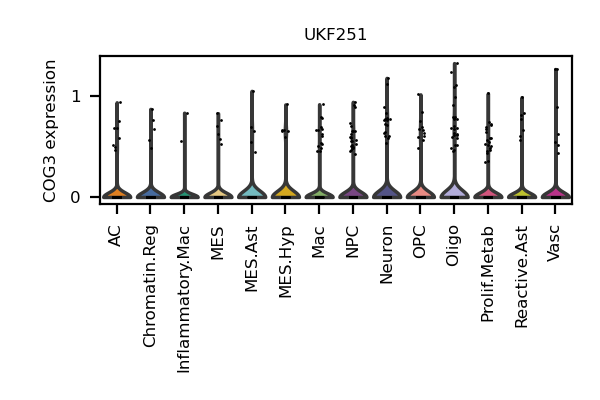 UKF251
COG3 expression
1
0
AC
Chromatin.Reg
Inflammatory.Mac
MES
MES.Ast
MES.Hyp
Mac
NPC
Neuron
OPC
Oligo
Prolif.Metab
Reactive.Ast
Vasc